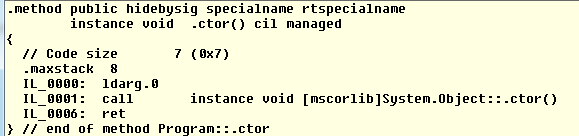 .method public hidebysig specialname rtspecialname
        instance void  .ctor() cil managed
{
  // Code size       7 (0x7)
  .maxstack  8
  IL_0000:  ldarg.0
  IL_0001:  call       instance void [mscorlib]System.Object::.ctor()
  IL_0006:  ret
} // end of method Program::.ctor